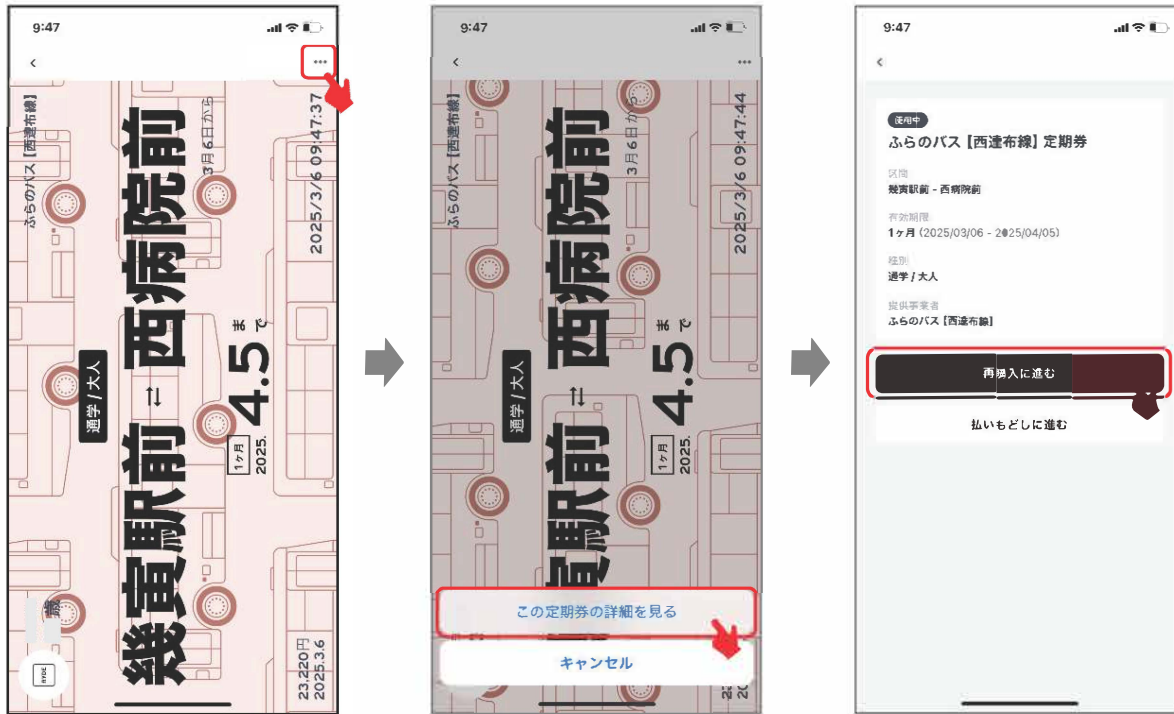 9:47
ふらのバス【西達布線】
3月6日から
2025/3/6 09:47:37
通学 / 大人
幾寅駅前 ⇄ 西病院前
1ヶ月
2025.
4.5 まで
歳
RYDE
23.220円
2025.3.6
9:47
ふらのバス【西達布線】
3月6日から
2025/3/6 09:47:44
通学 / 大人
寅駅前 ⇄ 西病院前
1ヶ月
2025.
4.5 まで
この定期券の詳細を見る
キャンセル
9:47
使用中
ふらのバス【西達布線】定期券
区間
幾寅駅前 - 西病院前
有効期限
1ヶ月 (2025/03/06 - 2025/04/05)
種別
通学 / 大人
提供事業者
ふらのバス【西達布線】
再購入に進む
払いもどしに進む